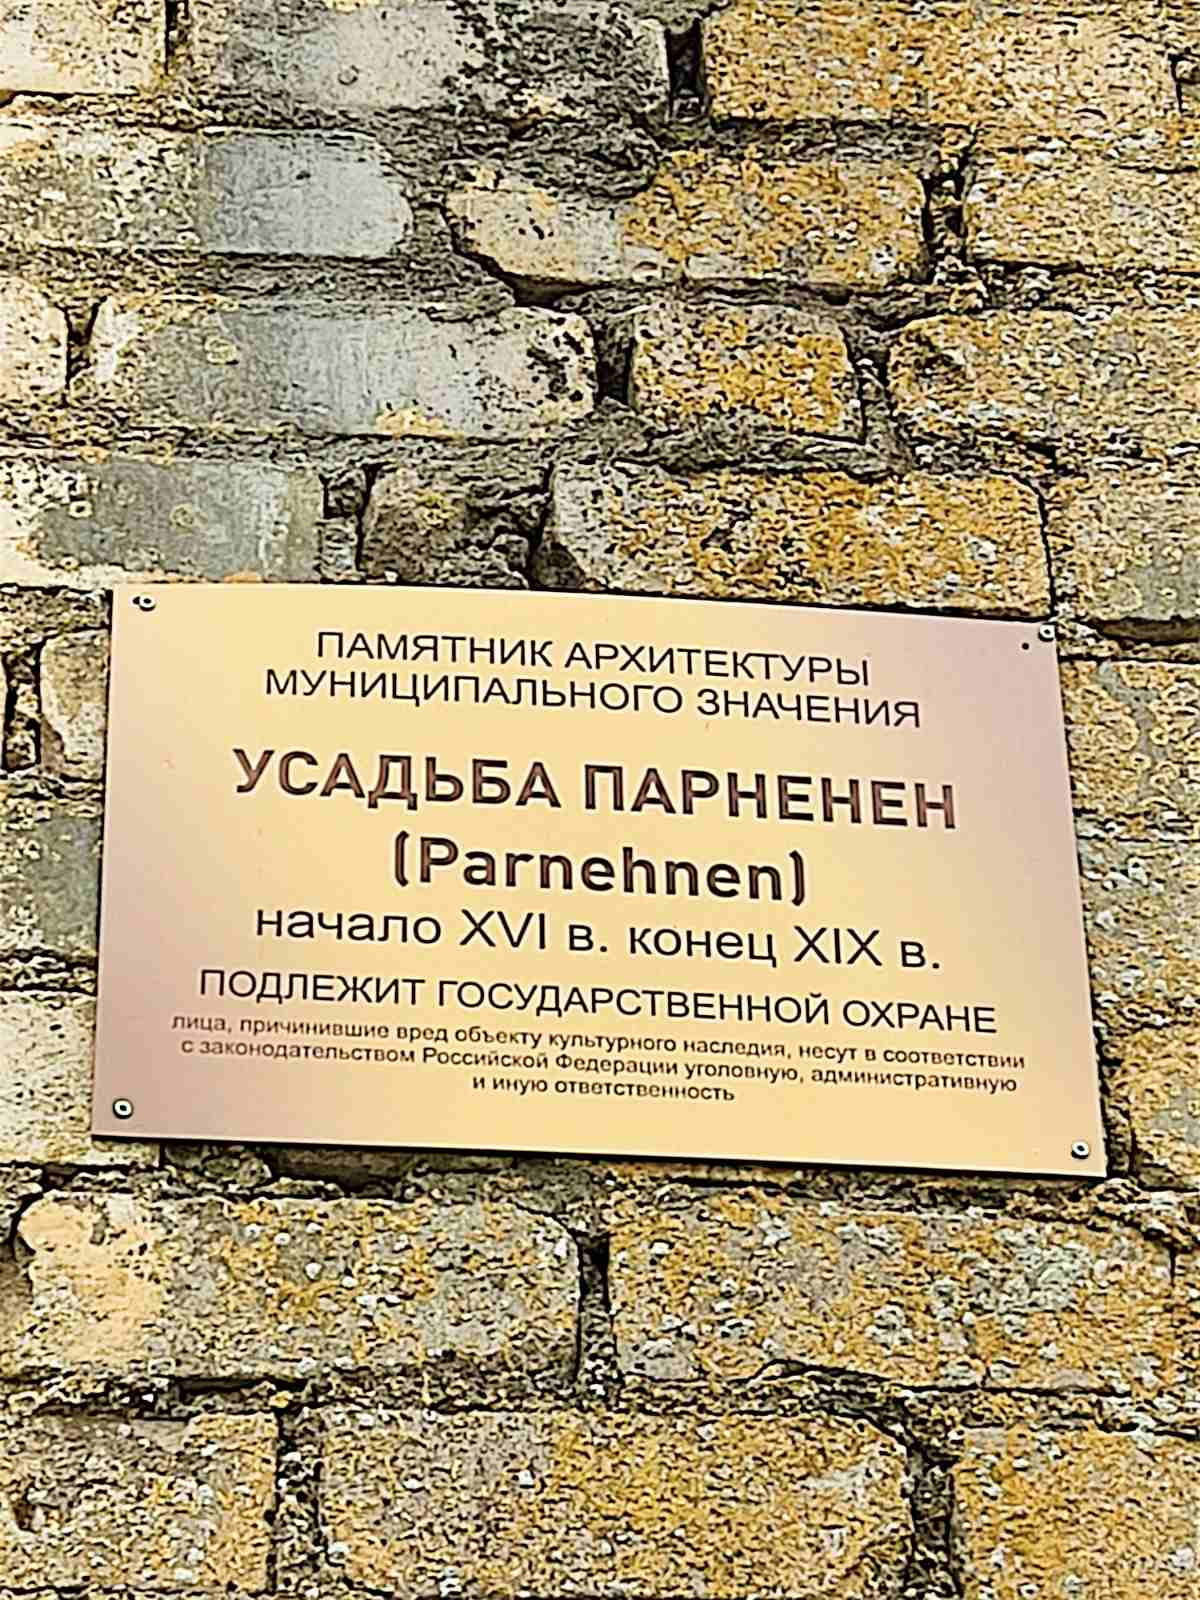 ПАМЯТНИК АРХИТЕКТУРЫ
МУНИЦИПАЛЬНОГО ЗНАЧЕНИЯ
УСАДЬБА ПАРНЕНЕН
(Parnehnen)
начало XVI в. конец XIX в.
ПОДЛЕЖИТ ГОСУДАРСТВЕННОЙ ОХРАНЕ
лица, причинившие вред объекту культурного наследия, несут в соответствии
с законодательством Российской Федерации уголовную, административную
и иную ответственность